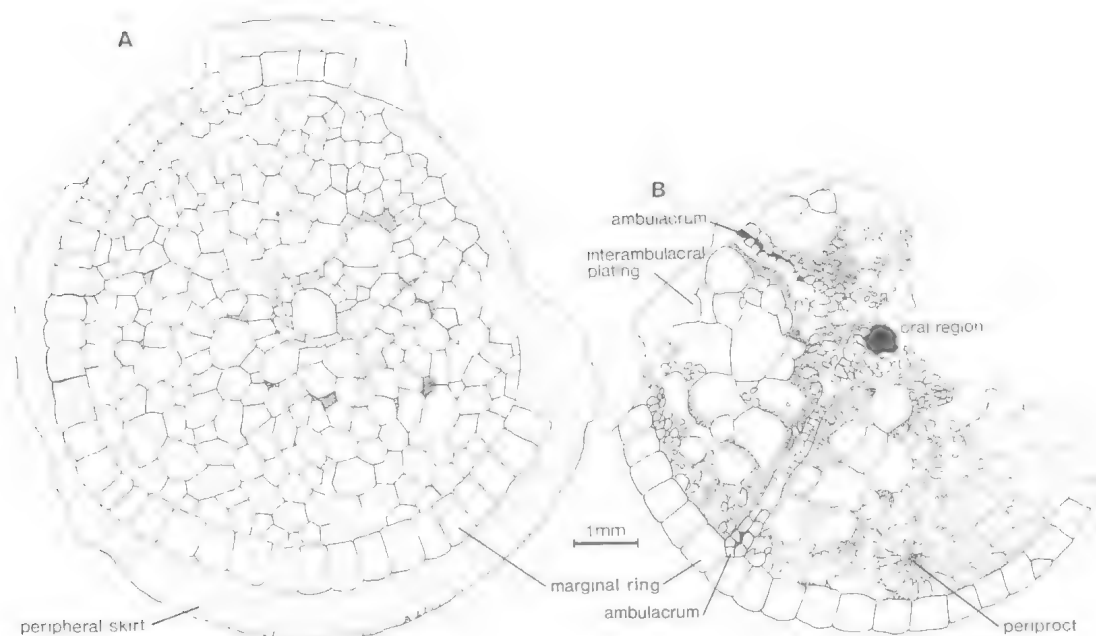 A
B
ambulacrum
interambulacral
plating
oral region
1mm
marginal ring
ambulacrum
peripheral skirt
periproct